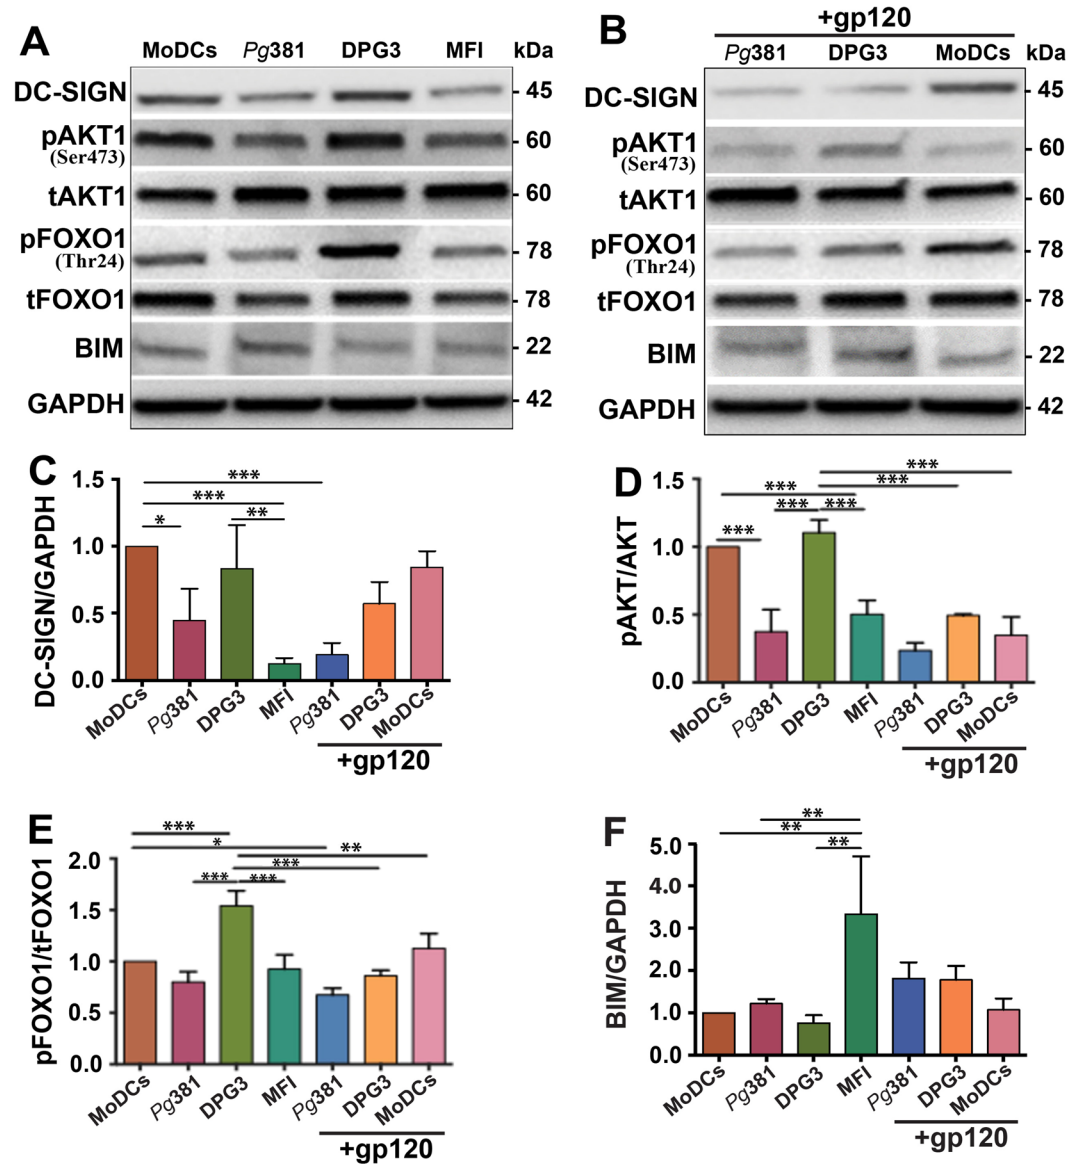 A
MoDCs Pg381 DPG3 MFI kDa
DC-SIGN - 45
pAKT1 - 60
(Ser473)
tAKT1 - 60
pFOXO1 - 78
(Thr24)
tFOXO1 - 78
BIM - 22
GAPDH - 42
B
+gp120
Pg381 DPG3 MoDCs kDa
DC-SIGN - 45
pAKT1 - 60
(Ser473)
tAKT1 - 60
pFOXO1 - 78
(Thr24)
tFOXO1 - 78
BIM - 22
GAPDH - 42
C
DC-SIGN/GAPDH
1.5
1.0
0.5
0.0
***
***
**
*
MoDCs Pg381 DPG3 MFI Pg381 DPG3 MoDCs
+gp120
D
pAKT/AKT
1.5
1.0
0.5
0.0
***
***
***
*** ***
***
MoDCs Pg381 DPG3 MFI Pg381 DPG3 MoDCs
+gp120
E
pFOXO1/tFOXO1
2.0
1.5
1.0
0.5
0.0
***
*
**
***
*** ***
MoDCs Pg381 DPG3 MFI Pg381 DPG3 MoDCs
+gp120
F
BIM/GAPDH
5.0
4.0
3.0
2.0
1.0
0.0
**
**
**
MoDCs Pg381 DPG3 MFI Pg381 DPG3 MoDCs
+gp120